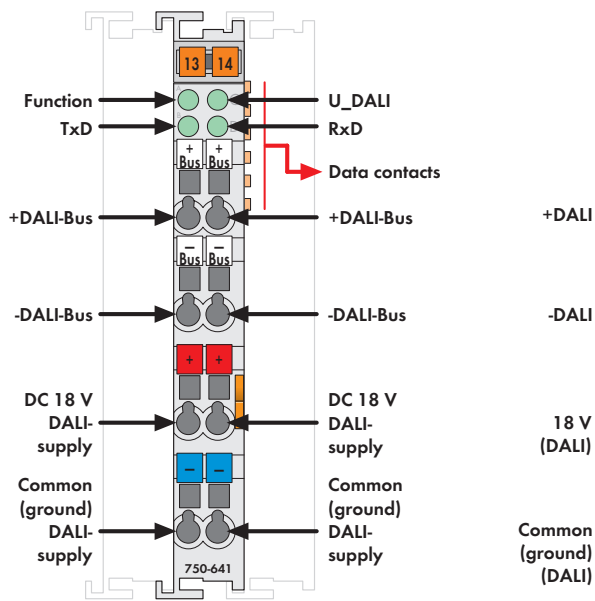 13 14
Function U_DALI
TxD RxD
+ +
Bus Bus
Data contacts
+DALI-Bus +DALI-Bus +DALI
– –
Bus Bus
-DALI-Bus -DALI-Bus -DALI
+ +
DC 18 V DC 18 V
DALI- DALI- 18 V
supply supply (DALI)
– –
Common Common
(ground) (ground)
DALI- DALI- Common
supply supply (ground)
750-641 (DALI)